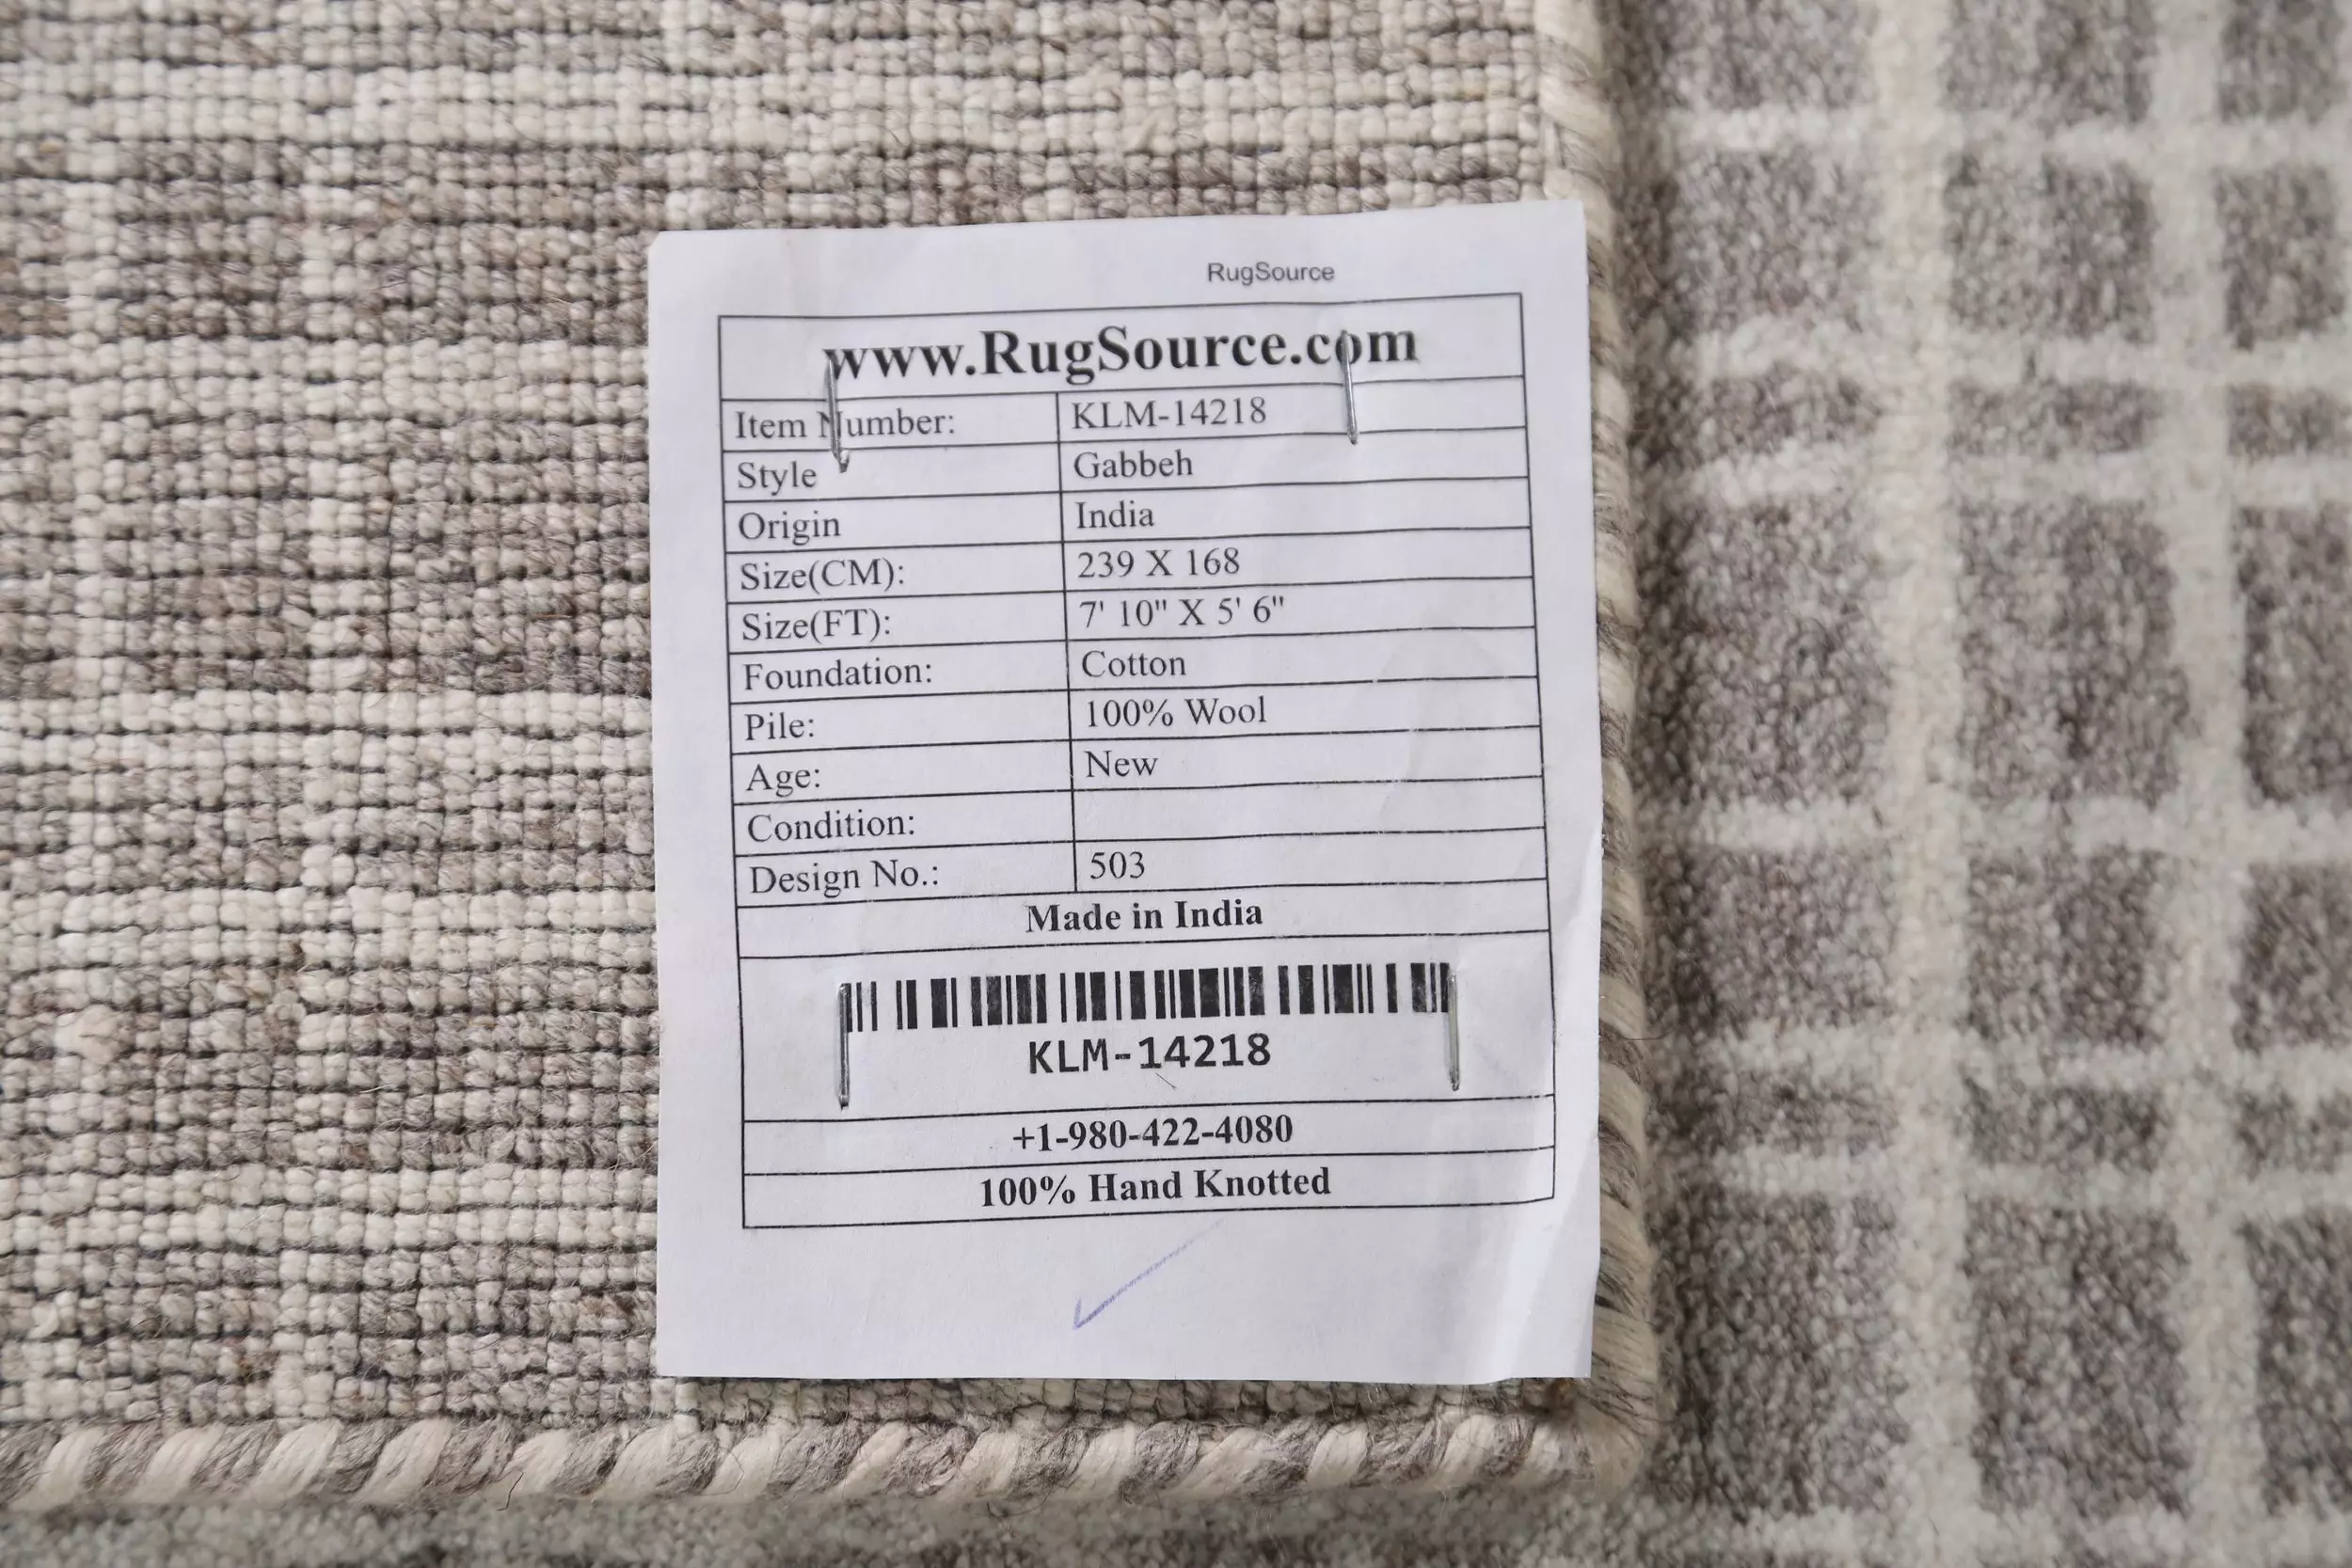 RugSource
www.RugSource.com
Item Number: KLM-14218
Style Gabbeh
Origin India
Size(CM): 239 X 168
Size(FT): 7' 10" X 5' 6"
Foundation: Cotton
Pile: 100% Wool
Age: New
Condition:
Design No.: 503
Made in India
KLM-14218
+1-980-422-4080
100% Hand Knotted